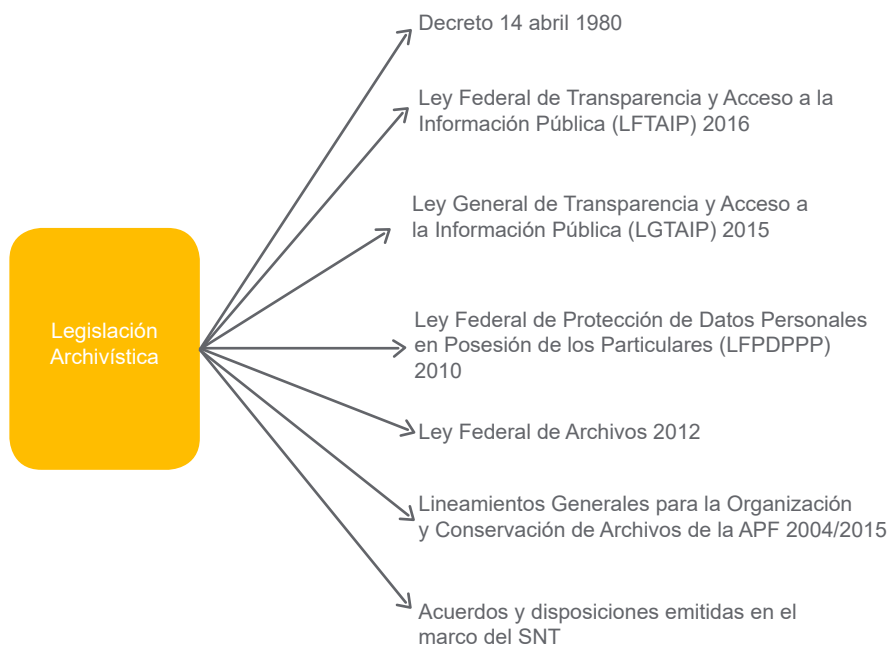 Decreto 14 abril 1980
Ley Federal de Transparencia y Acceso a la
Información Pública (LFTAIP) 2016
Ley General de Transparencia y Acceso a
la Información Pública (LGTAIP) 2015
Legislación
Archivística
Ley Federal de Protección de Datos Personales
en Posesión de los Particulares (LFPDPPP)
2010
Ley Federal de Archivos 2012
Lineamientos Generales para la Organización
y Conservación de Archivos de la APF 2004/2015
Acuerdos y disposiciones emitidas en el
marco del SNT